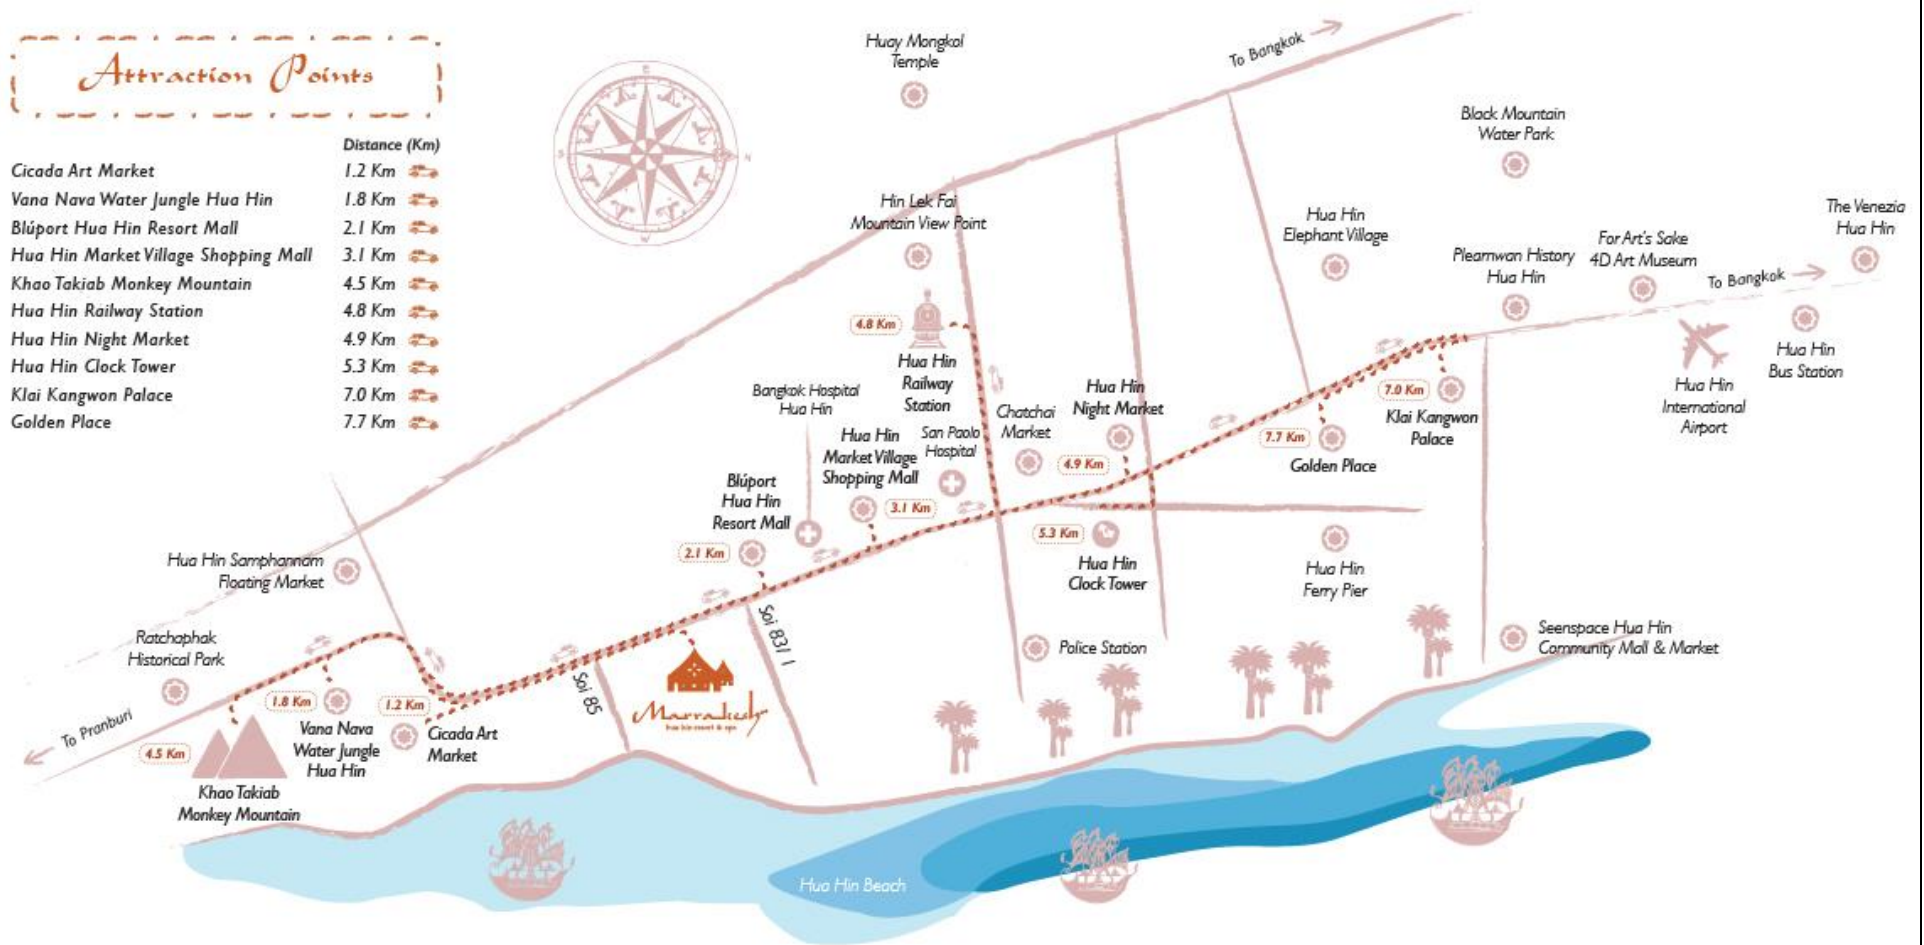 Attraction Points
Distance (Km)
Cicada Art Market 1.2 Km
Vana Nava Water Jungle Hua Hin 1.8 Km
Blúport Hua Hin Resort Mall 2.1 Km
Hua Hin Market Village Shopping Mall 3.1 Km
Khao Takiab Monkey Mountain 4.5 Km
Hua Hin Railway Station 4.8 Km
Hua Hin Night Market 4.9 Km
Hua Hin Clock Tower 5.3 Km
Klai Kangwon Palace 7.0 Km
Golden Place 7.7 Km
E
S
N
W
Huay Mongkol
Temple
To Bangkok
Black Mountain
Water Park
Hin Lek Fai
Mountain View Point
Hua Hin
Elephant Village
Plearnwan History
Hua Hin
For Art's Sake
4D Art Museum
The Venezia
Hua Hin
To Bangkok
Hua Hin
Bus Station
Hua Hin
International
Airport
4.8 Km
Hua Hin
Railway
Station
Bangkok Hospital
Hua Hin
Chatchai
Market
Hua Hin
Night Market
4.9 Km
7.0 Km
Klai Kangwon
Palace
7.7 Km
Golden Place
San Paolo
Hospital
Hua Hin
Market Village
Shopping Mall
3.1 Km
Blúport
Hua Hin
Resort Mall
2.1 Km
5.3 Km
Hua Hin
Clock Tower
Hua Hin
Ferry Pier
Hua Hin Samphannam
Floating Market
Ratchaphak
Historical Park
Soi 83/1
Soi 85
Marrakesh
hua hin resort & spa
Police Station
Seenspace Hua Hin
Community Mall & Market
To Pranburi
1.8 Km
Vana Nava
Water Jungle
Hua Hin
1.2 Km
Cicada Art
Market
4.5 Km
Khao Takiab
Monkey Mountain
Hua Hin Beach